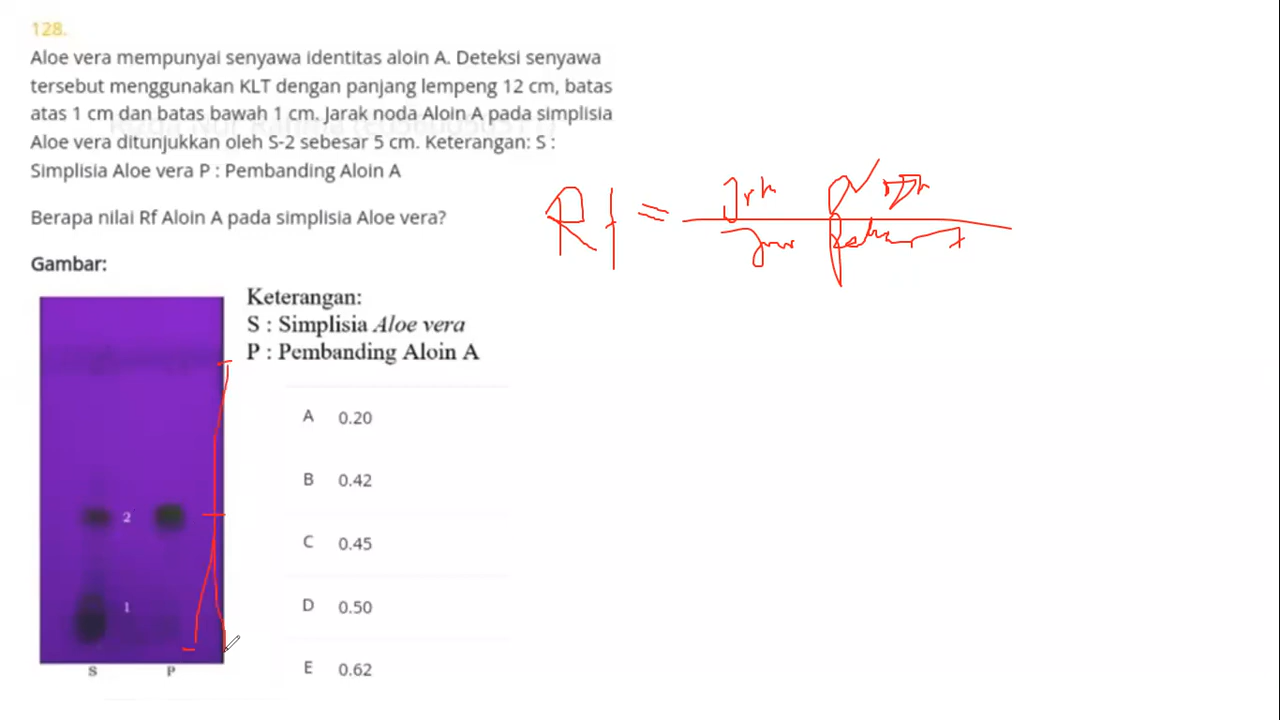 128.
Aloe vera mempunyai senyawa identitas aloin A. Deteksi senyawa
tersebut menggunakan KLT dengan panjang lempeng 12 cm, batas
atas 1 cm dan batas bawah 1 cm. Jarak noda Aloin A pada simplisia
Aloe vera ditunjukkan oleh S-2 sebesar 5 cm. Keterangan: S :
Simplisia Aloe vera P : Pembanding Aloin A
Berapa nilai Rf Aloin A pada simplisia Aloe vera?
Rf =
Gambar:
Keterangan:
S : Simplisia Aloe vera
P : Pembanding Aloin A
A 0.20
B 0.42
2
C 0.45
1
D 0.50
E 0.62
S P